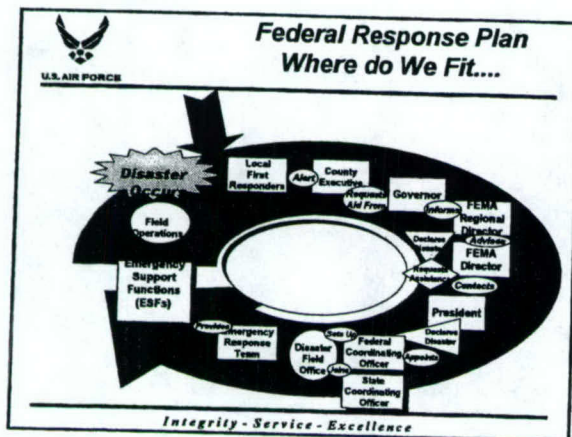 U.S. AIR FORCE
Federal Response Plan
Where do We Fit....
Disaster
Occurs
Local
First
Responders
Alert
County
Executive
Requests
Aid From
Governor
Informs
FEMA
Regional
Director
Advises
FEMA
Director
Contacts
Declares
Disaster
Requests
Assistance
President
Declares
Disaster
Appoints
Federal
Coordinating
Officer
State
Coordinating
Officer
Sets Up
Joins
Disaster
Field
Office
Emergency
Response
Team
Provides
Emergency
Support
Functions
(ESFs)
Field
Operations
Integrity - Service - Excellence